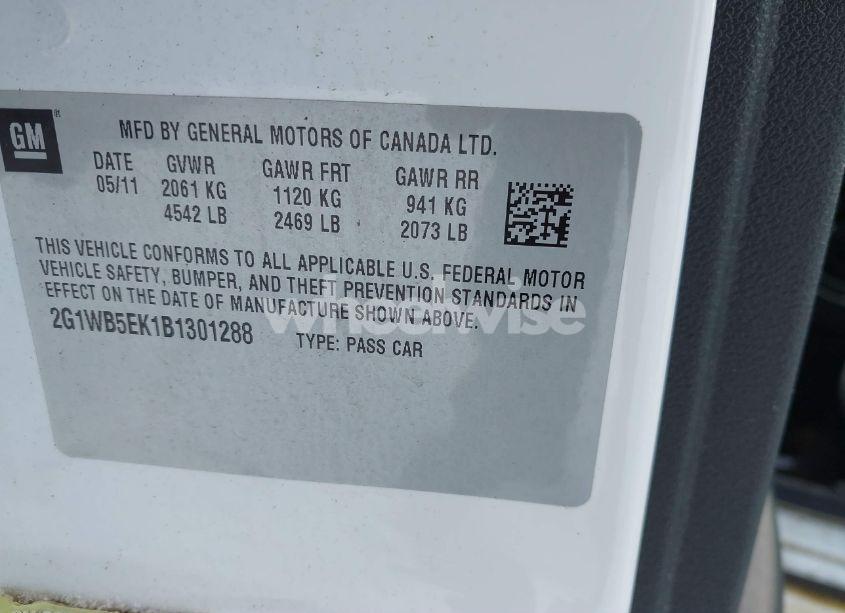 GM
MFD BY GENERAL MOTORS OF CANADA LTD.
DATE GVWR GAWR FRT GAWR RR
05/11 2061 KG 1120 KG 941 KG
4542 LB 2469 LB 2073 LB
THIS VEHICLE CONFORMS TO ALL APPLICABLE U.S. FEDERAL MOTOR
VEHICLE SAFETY, BUMPER, AND THEFT PREVENTION STANDARDS IN
EFFECT ON THE DATE OF MANUFACTURE SHOWN ABOVE.
2G1WB5EK1B1301288 TYPE: PASS CAR
wheelwise